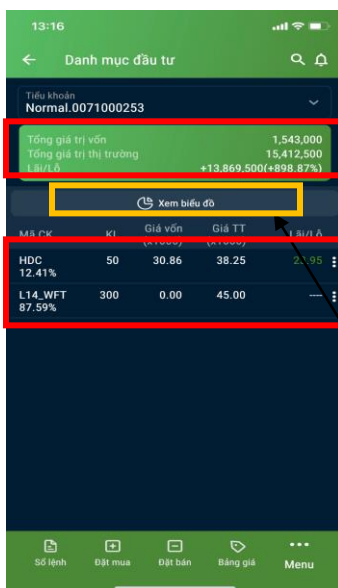 13:16
Danh mục đầu tư
Tiểu khoản
Normal.0071000253
Tổng giá trị vốn 1,543,000
Tổng giá trị thị trường 15,412,500
Lãi/Lỗ +13,869,500(+898.87%)
Xem biểu đồ
Mã CK KL Giá vốn Giá TT Lãi/Lỗ
(x1000) (x1000)
HDC 50 30.86 38.25 23.95
12.41%
L14_WFT 300 0.00 45.00 ----
87.59%
Sổ lệnh Đặt mua Đặt bán Bảng giá Menu